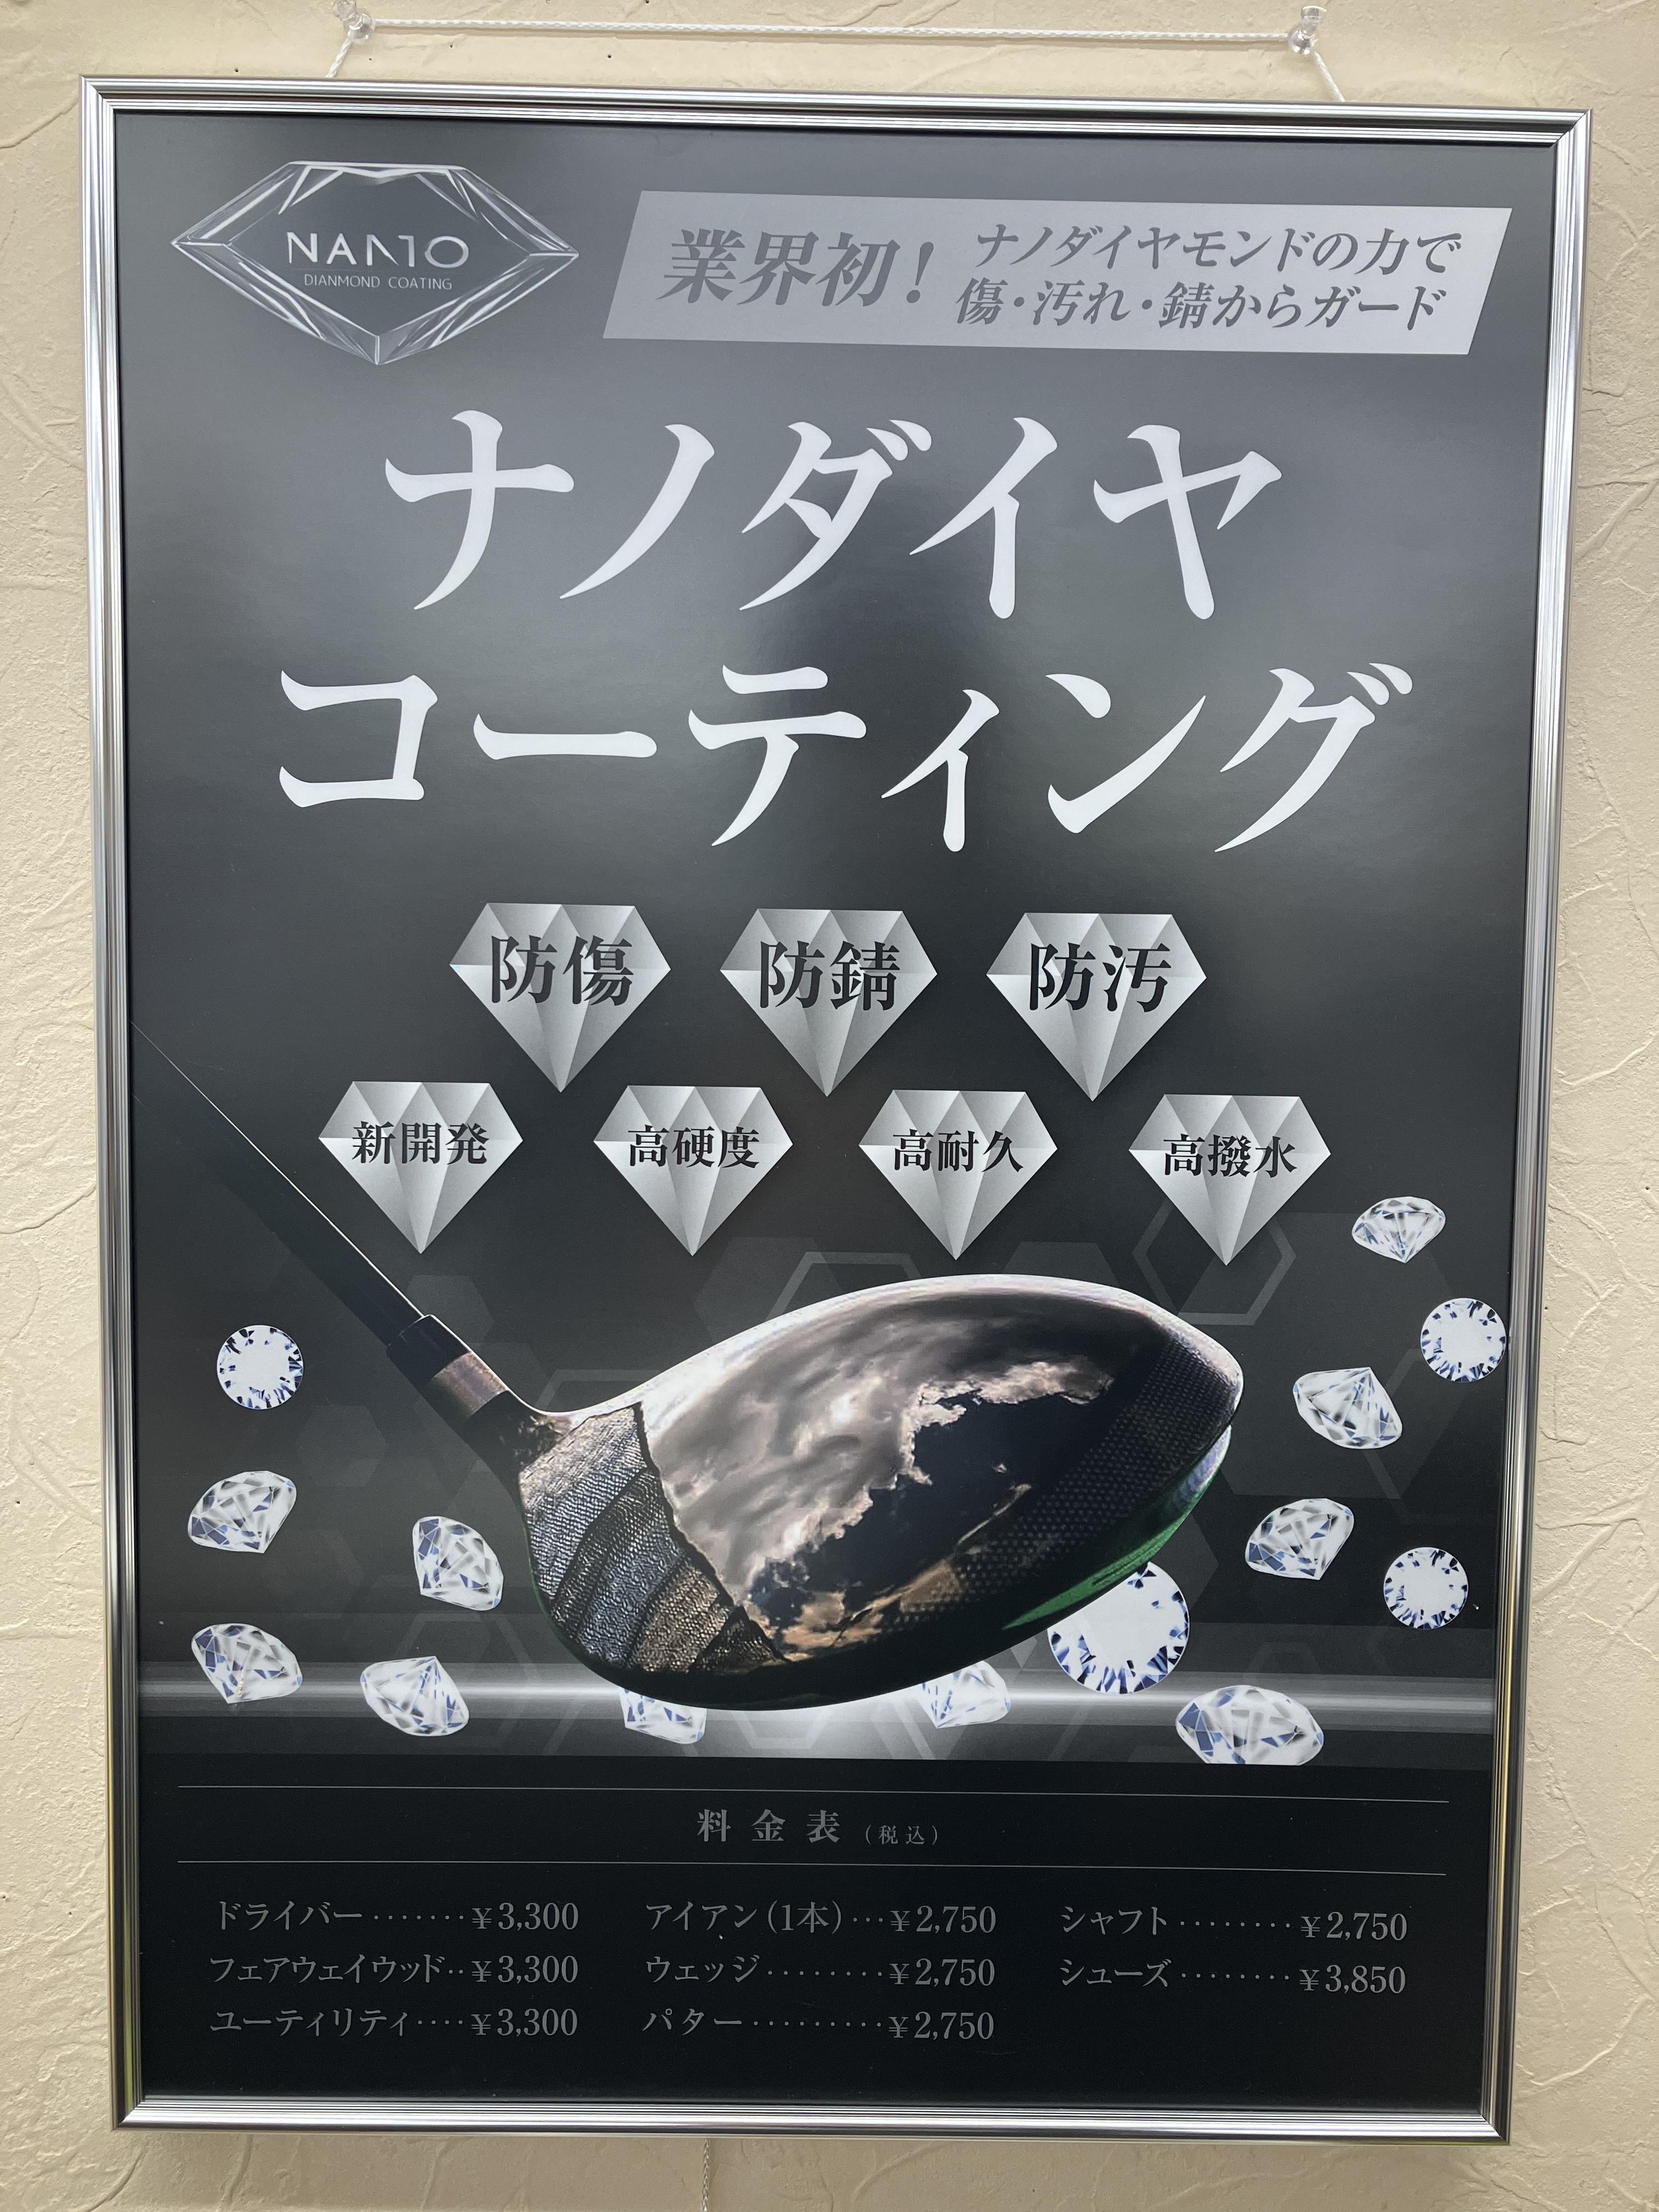 NANO
DIANMOND COATING
業界初！
ナノダイヤモンドの力で
傷・汚れ・錆からガード
ナノダイヤ
コーティング
防傷 防錆 防汚
新開発 高硬度 高耐久 高撥水
料金表（税込）
ドライバー・・・・・・・¥3,300 アイアン（1本）・・・¥2,750 シャフト・・・・・・・・¥2,750
フェアウェイウッド・・¥3,300 ウェッジ・・・・・・・・¥2,750 シューズ・・・・・・・・¥3,850
ユーティリティ・・・・¥3,300 パター・・・・・・・・・¥2,750